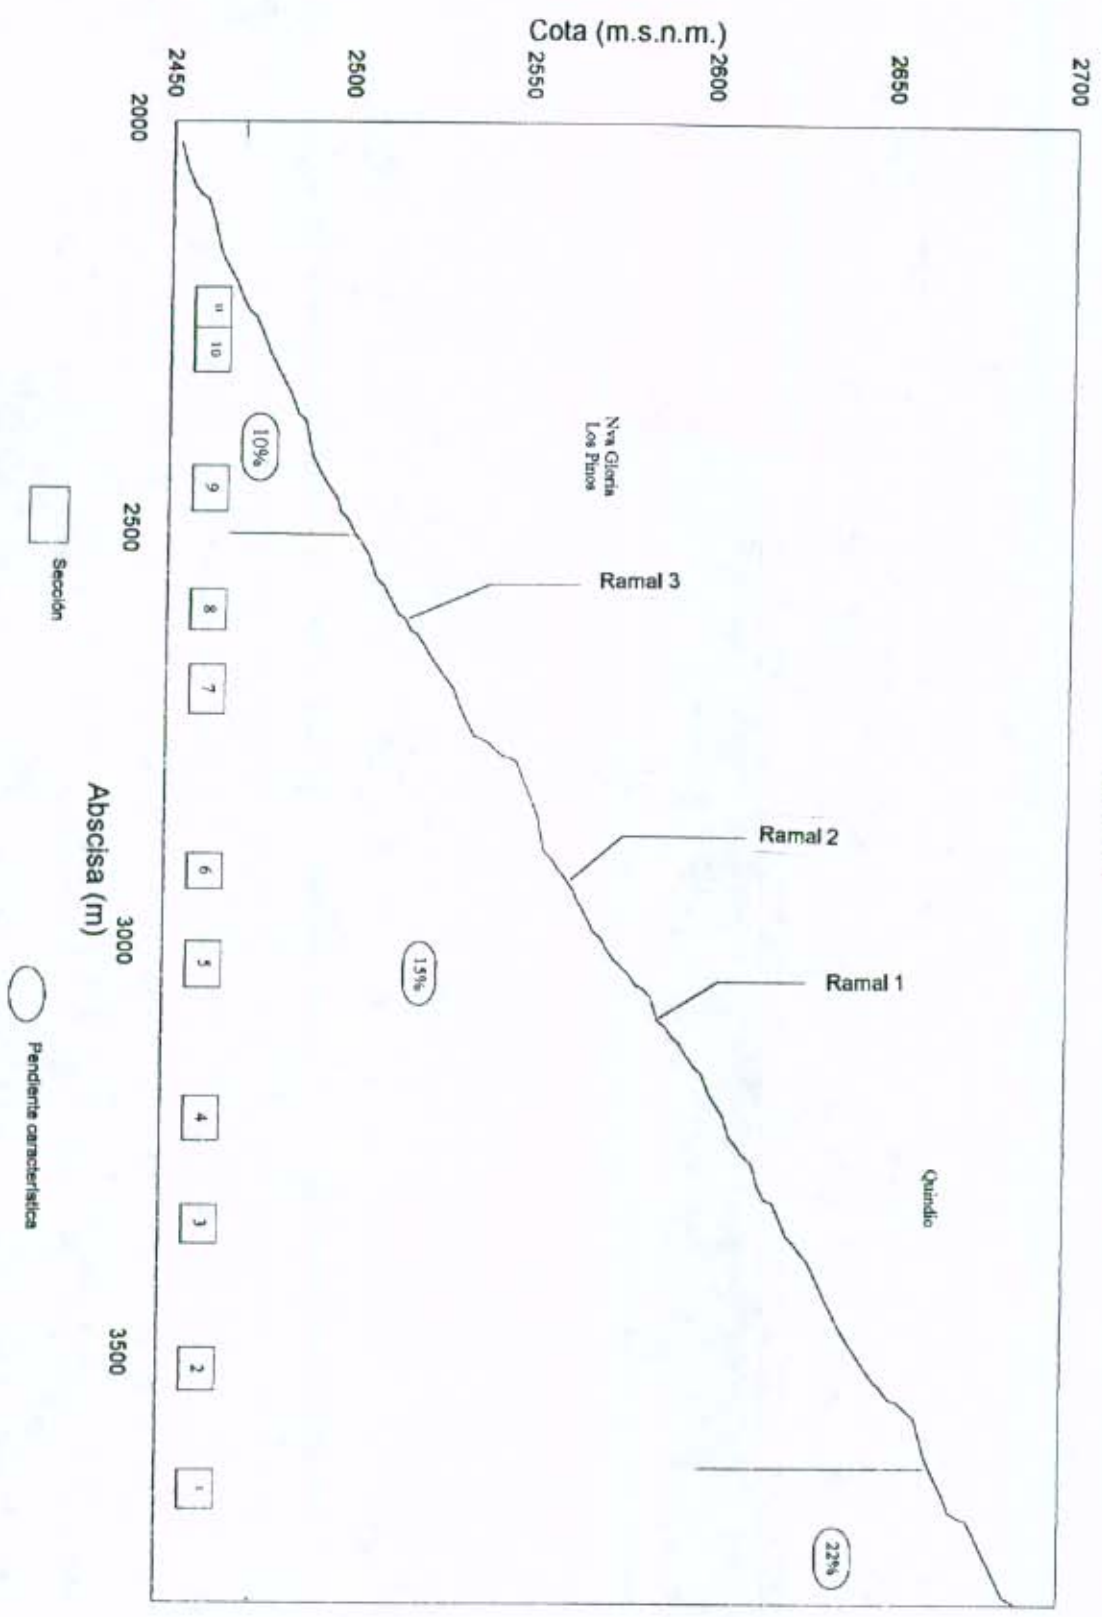 Cota (m.s.n.m.)
2700
2650
2600
2550
2500
2450
2000
2500
3000
3500
Abscisa (m)
Nva Gloria
Los Pinos
Quindio
Ramal 3
Ramal 2
Ramal 1
10%
15%
22%
11
10
9
8
7
6
5
4
3
2
1
Sección
Pendiente característica